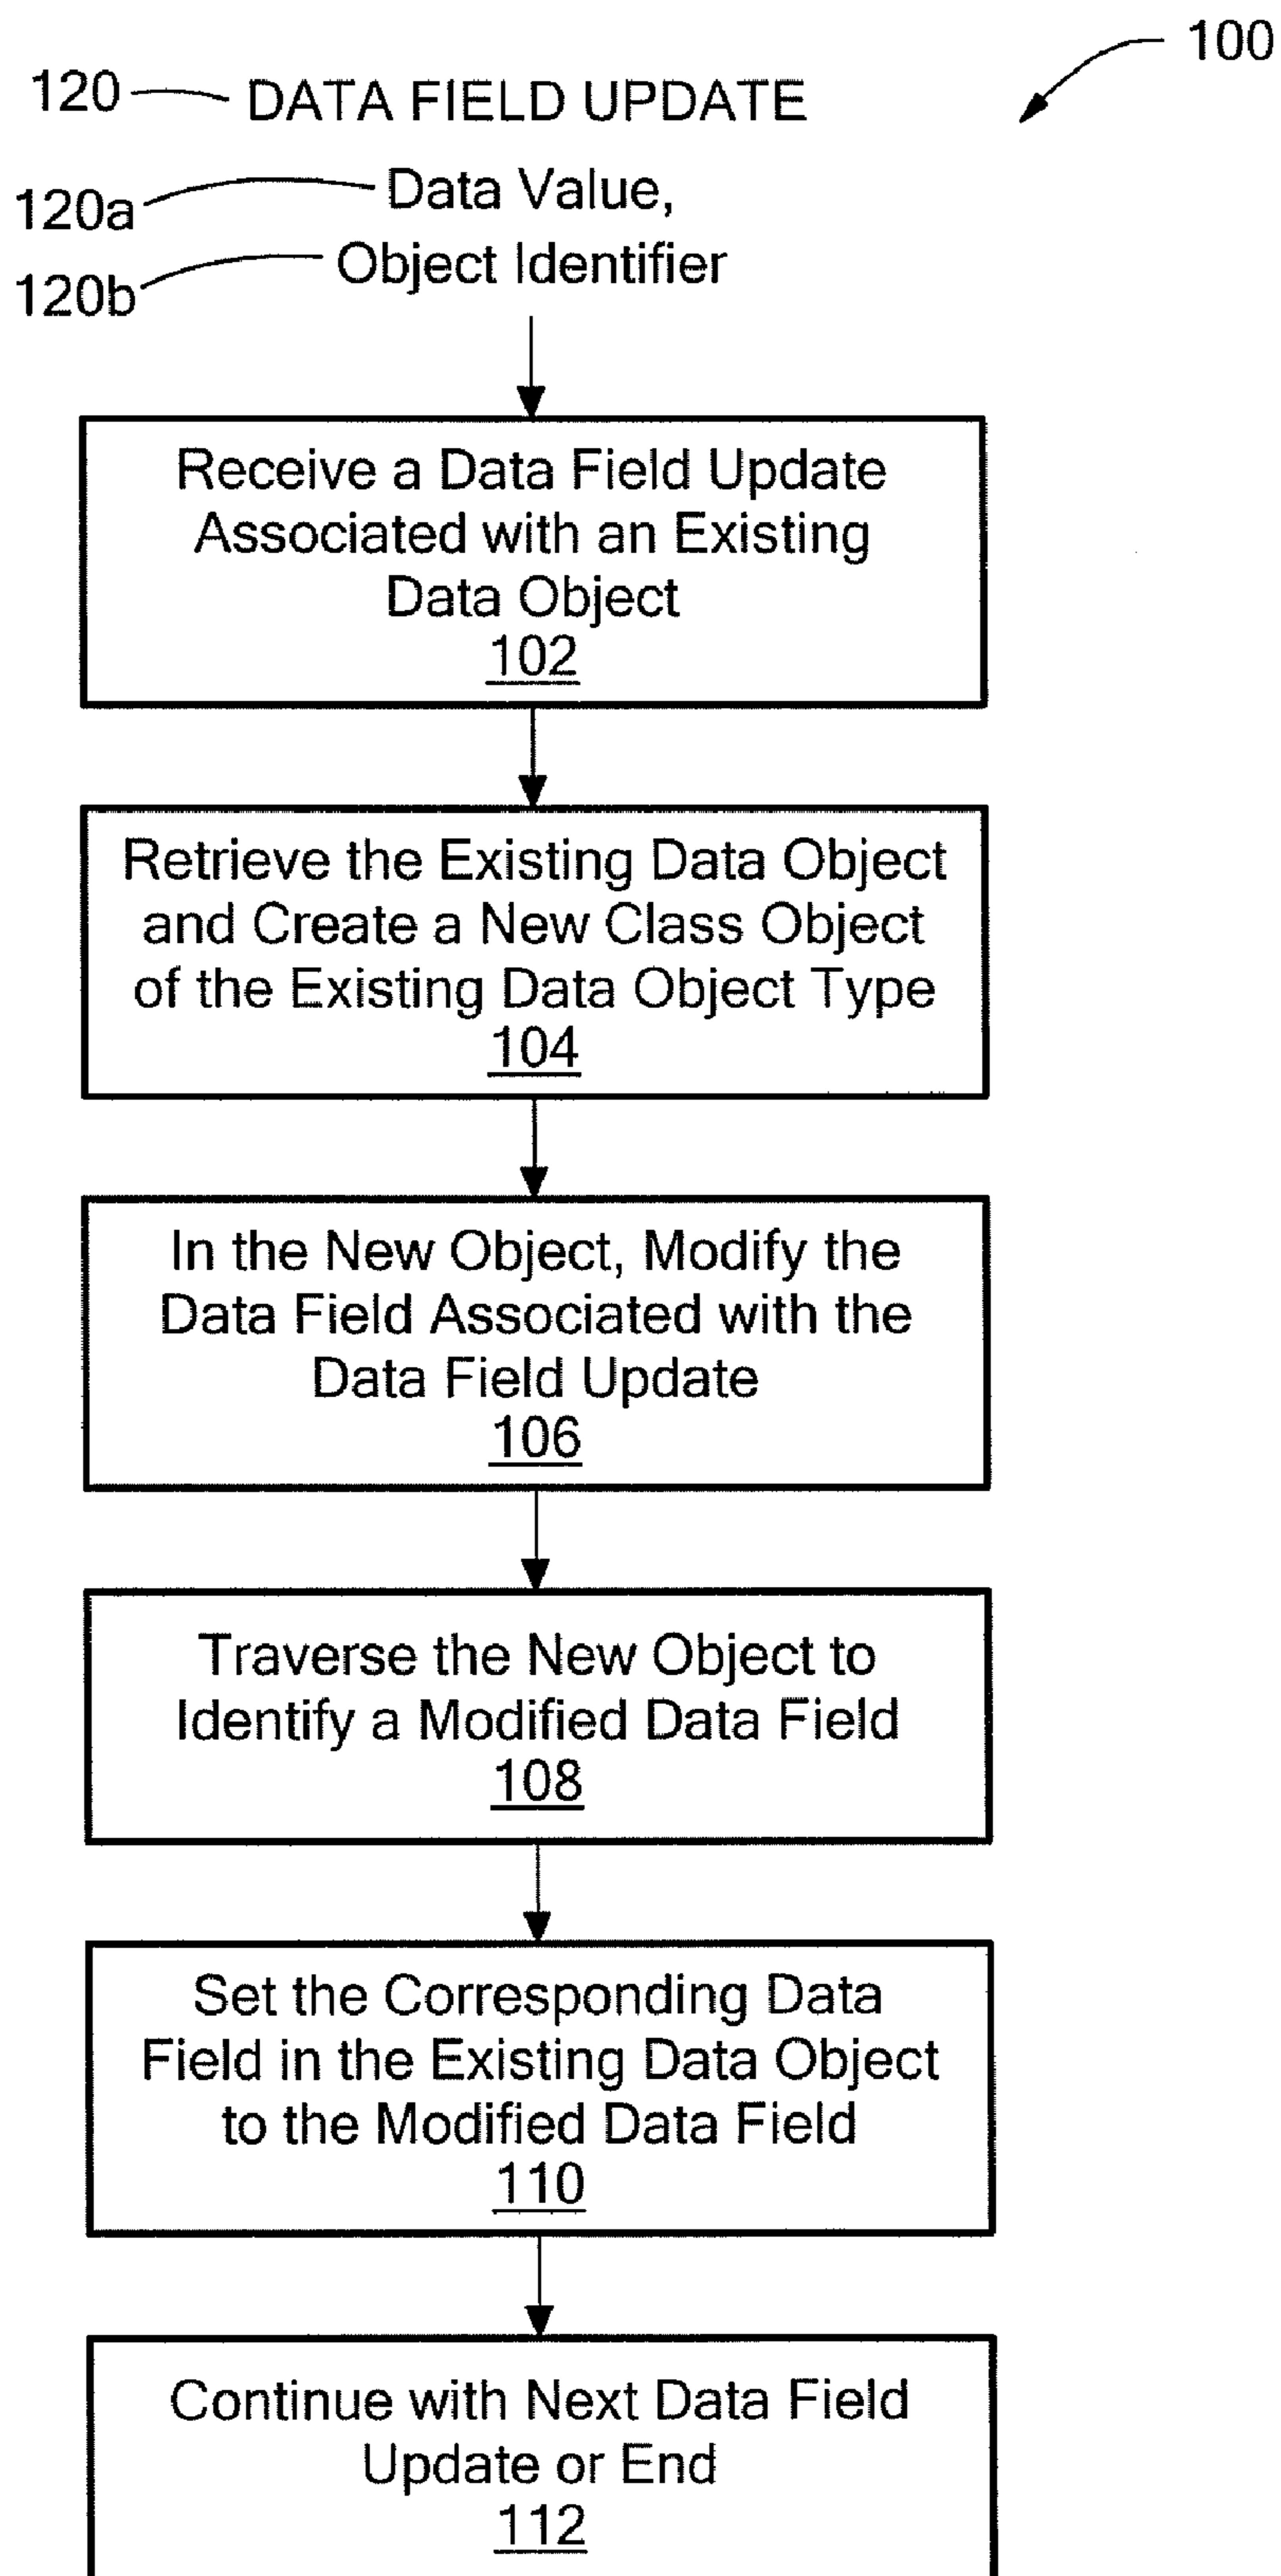 100
120 DATA FIELD UPDATE
120a Data Value,
120b Object Identifier
Receive a Data Field Update
Associated with an Existing
Data Object
102
Retrieve the Existing Data Object
and Create a New Class Object
of the Existing Data Object Type
104
In the New Object, Modify the
Data Field Associated with the
Data Field Update
106
Traverse the New Object to
Identify a Modified Data Field
108
Set the Corresponding Data
Field in the Existing Data Object
to the Modified Data Field
110
Continue with Next Data Field
Update or End
112